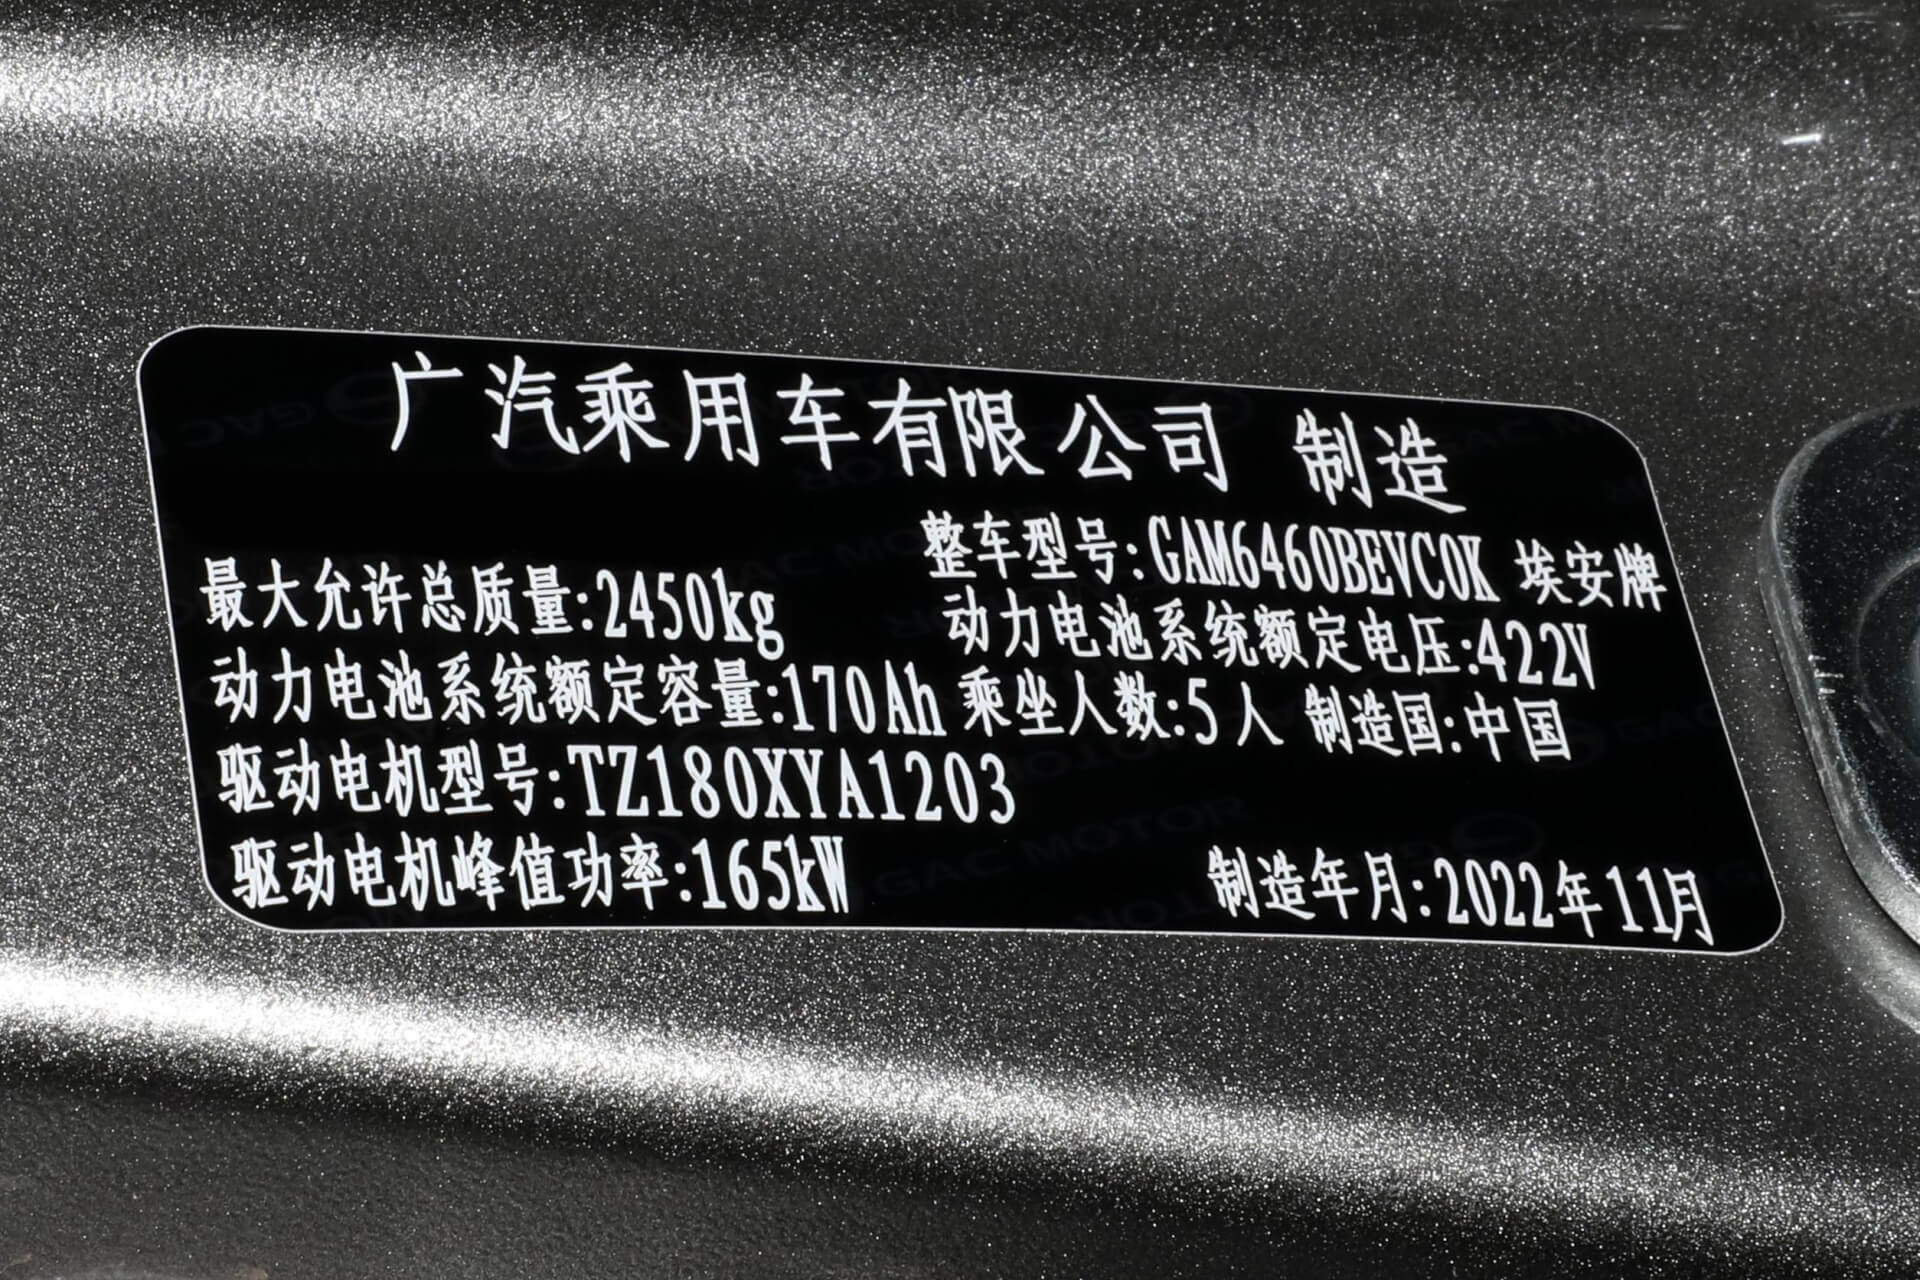 广汽乘用车有限公司 制造
整车型号:GAM6460BEVC0K 埃安牌
最大允许总质量:2450kg 动力电池系统额定电压:422V
动力电池系统额定容量:170Ah 乘坐人数:5人 制造国:中国
驱动电机型号:TZ180XYA1203
驱动电机峰值功率:165kW 制造年月:2022年11月